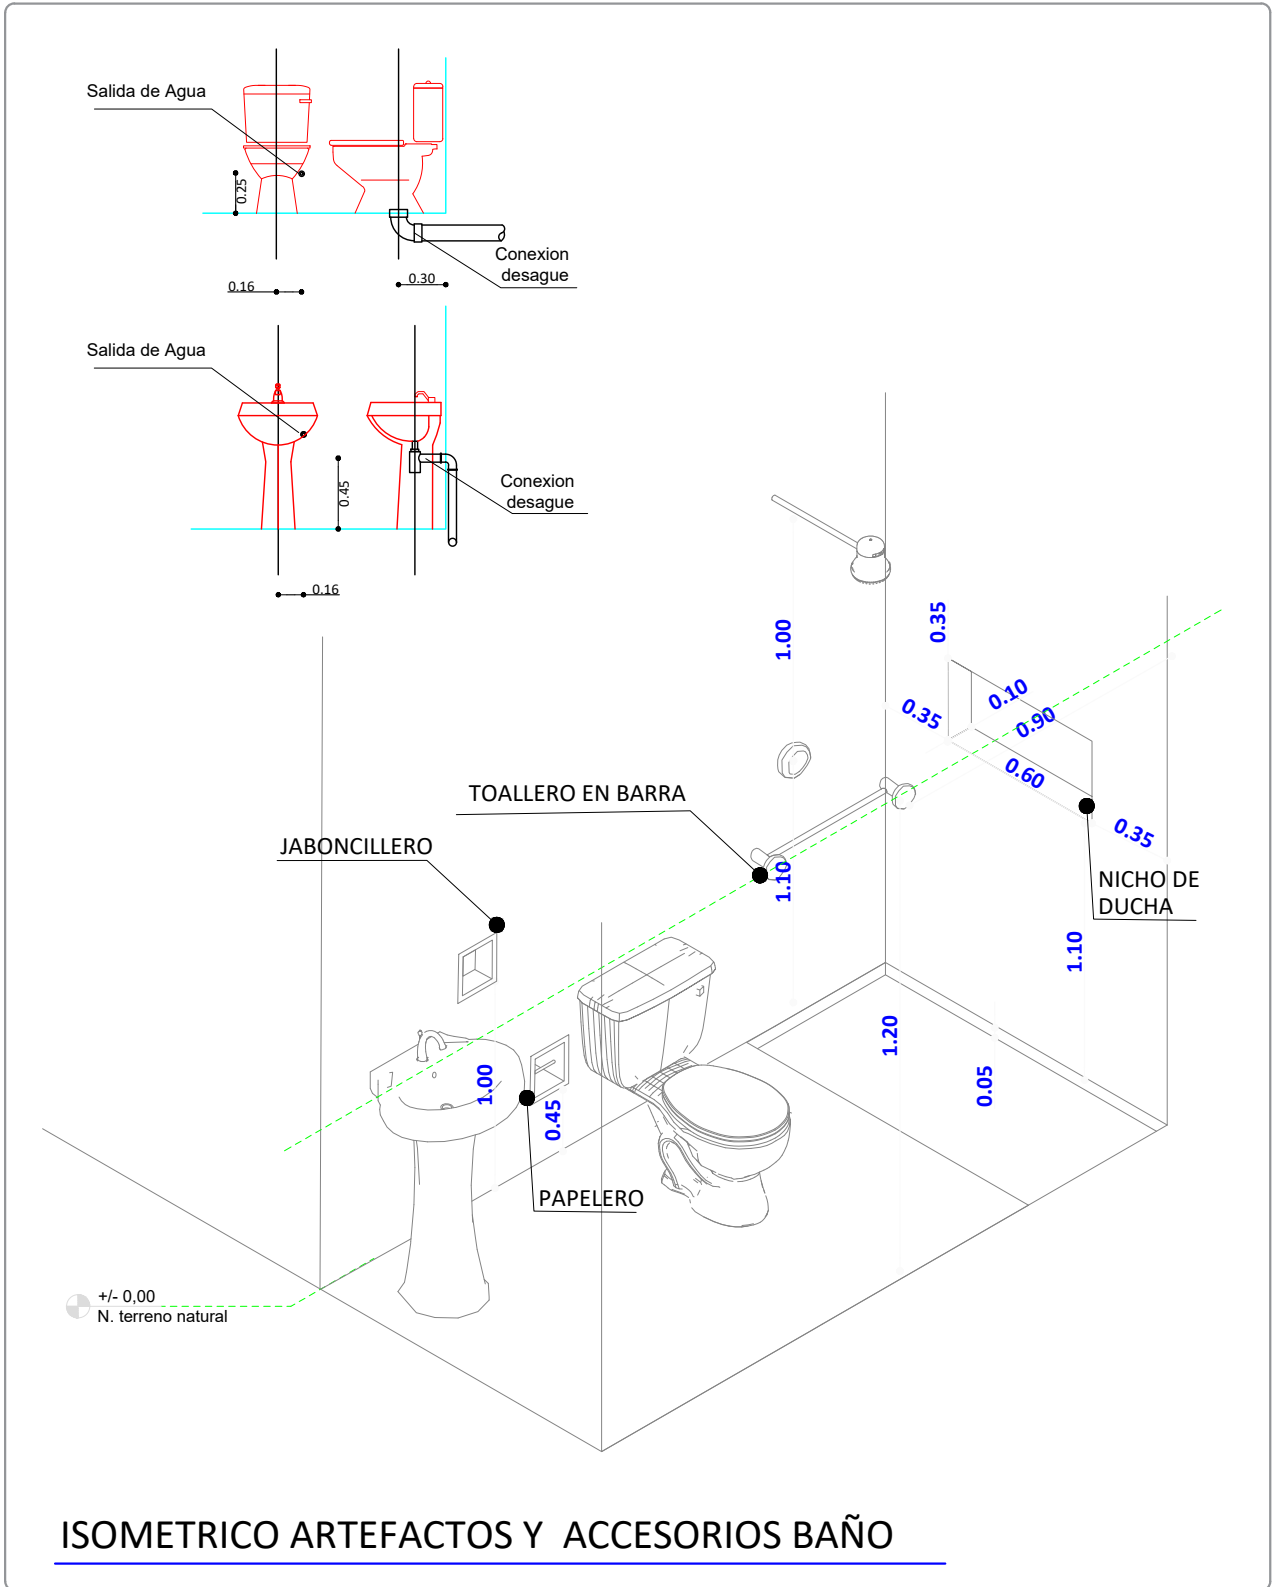 Salida de Agua
0.25
Conexion
desague
0.16
0.30
Salida de Agua
0.45
Conexion
desague
0.16
1.00
0.35
0.10
0.35
0.90
0.60
0.35
TOALLERO EN BARRA
JABONCILLERO
1.10
NICHO DE
DUCHA
1.10
1.20
1.00
0.45
0.05
PAPELERO
+/- 0,00
N. terreno natural
ISOMETRICO ARTEFACTOS Y ACCESORIOS BAÑO